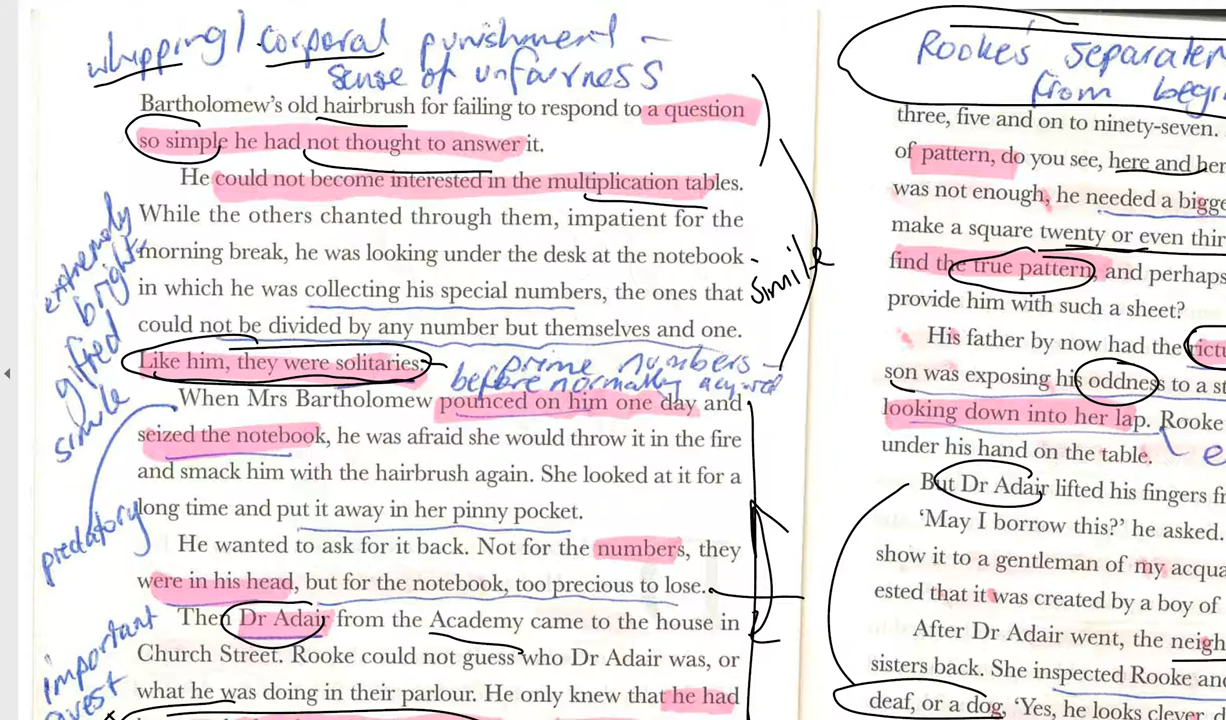 whipping / corporal punishment -
sense of unfairness
Bartholomew's old hairbrush for failing to respond to a question
so simple he had not thought to answer it.
He could not become interested in the multiplication tables.
While the others chanted through them, impatient for the
morning break, he was looking under the desk at the notebook
in which he was collecting his special numbers, the ones that
could not be divided by any number but themselves and one.
Like him, they were solitaries.
prime numbers -
before normally acquired
When Mrs Bartholomew pounced on him one day and
seized the notebook, he was afraid she would throw it in the fire
and smack him with the hairbrush again. She looked at it for a
long time and put it away in her pinny pocket.
He wanted to ask for it back. Not for the numbers, they
were in his head, but for the notebook, too precious to lose.
Then Dr Adair from the Academy came to the house in
Church Street. Rooke could not guess who Dr Adair was, or
what he was doing in their parlour. He only knew that he had
extremely
bright
gifted
simile
predatory
important
guest
simile
Rooke's separaten
from begin
three, five and on to ninety-seven.
of pattern, do you see, here and her
was not enough, he needed a bigge
make a square twenty or even thir
find the true pattern, and perhaps
provide him with such a sheet?
His father by now had the rictu
son was exposing his oddness to a st
looking down into her lap. Rooke
under his hand on the table.
But Dr Adair lifted his fingers fi
'May I borrow this?' he asked.
show it to a gentleman of my acqua
ested that it was created by a boy of
After Dr Adair went, the neigh
sisters back. She inspected Rooke and
deaf, or a dog, 'Yes, he looks clever